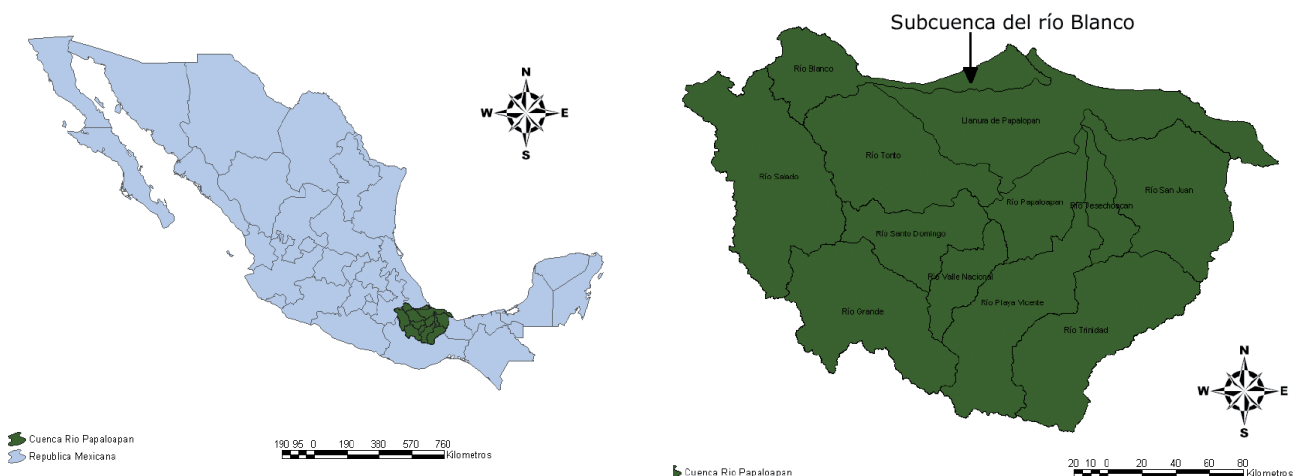 N
W E
S
Cuenca Rio Papaloapan
Republica Mexicana
190 95 0 190 380 570 760
Kilometros
Subcuenca del río Blanco
Río Blanco
Llanura de Papalopan
Río Tonto
Río Salado
Río San Juan
Río Papaloapan
Río Tesechoacan
Río Santo Domingo
Río Valle Nacional
Río Playa Vicente
Río Grande
Río Trinidad
N
W E
S
Cuenca Rio Papaloapan
20 10 0 20 40 60 80
Kilometros